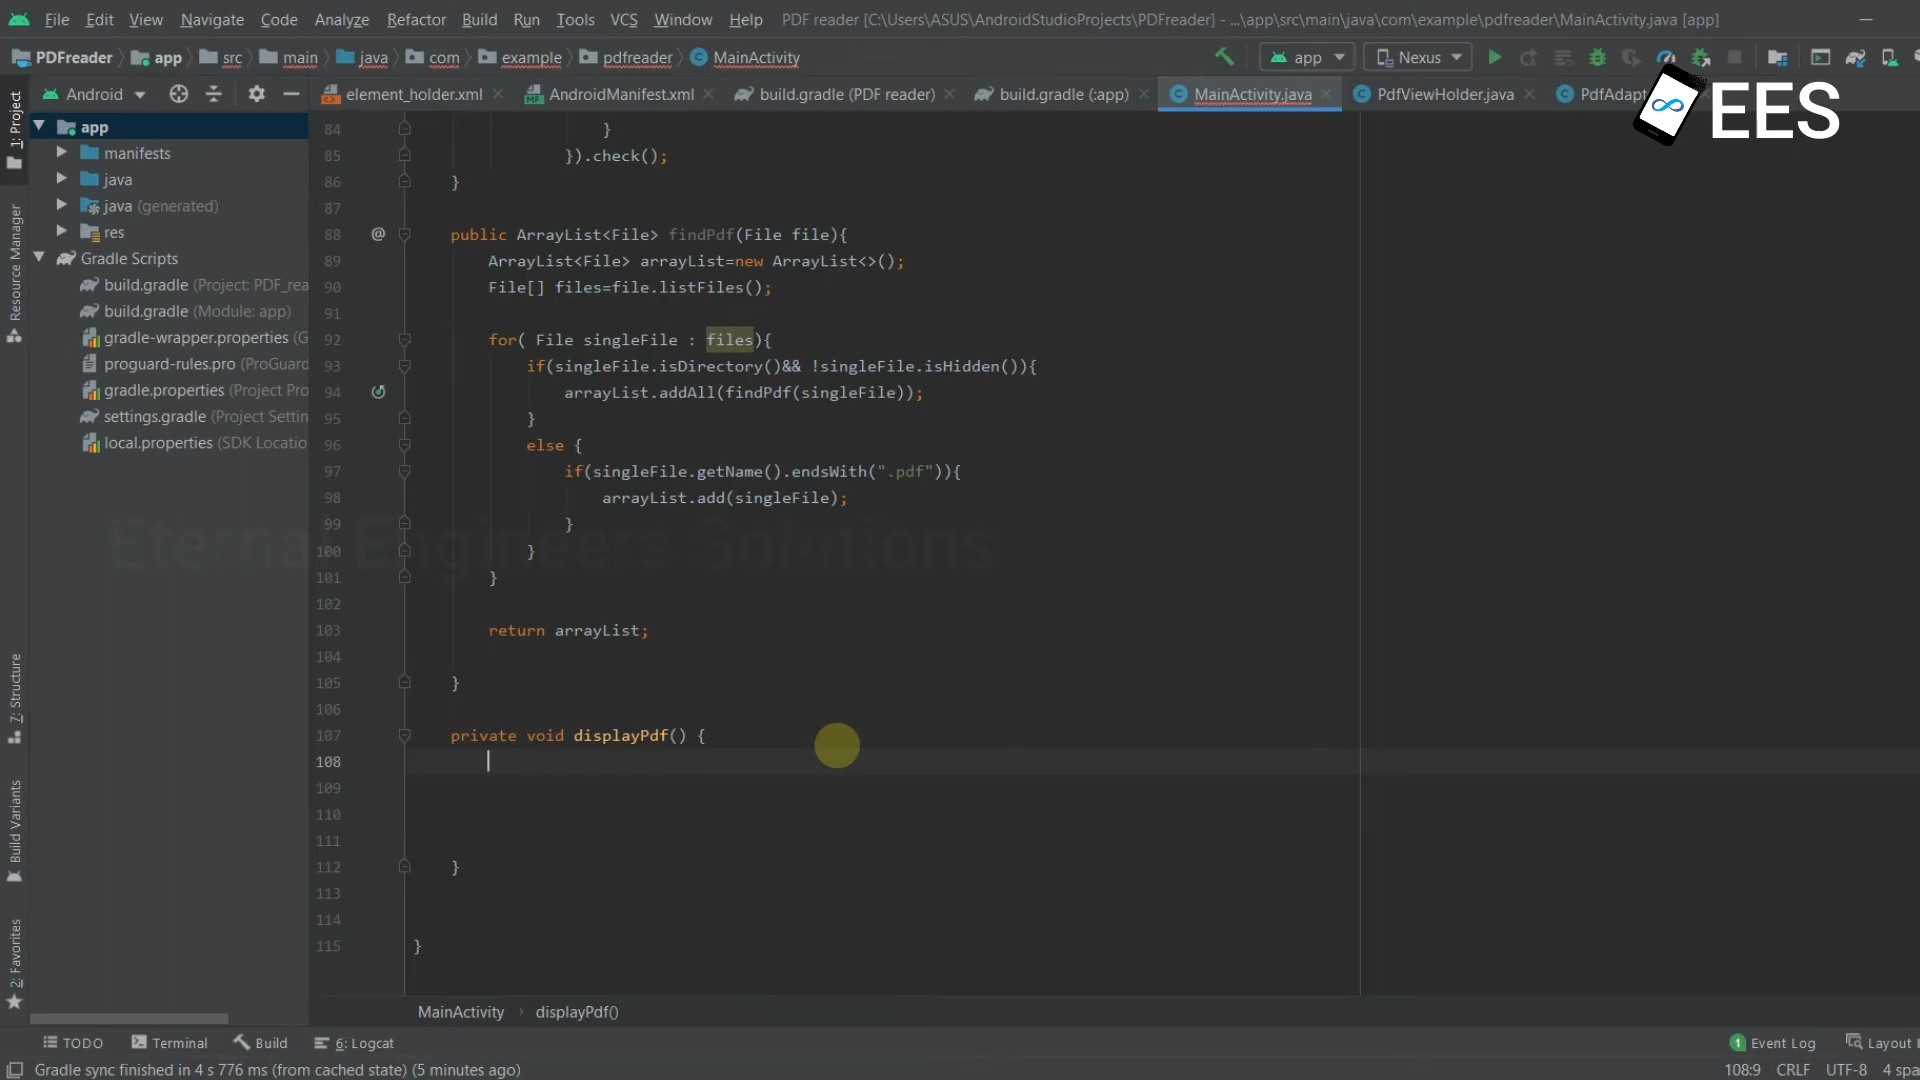 File Edit View Navigate Code Analyze Refactor Build Run Tools VCS Window Help PDF reader [C:\Users\ASUS\AndroidStudioProjects\PDFreader] - ...\app\src\main\java\com\example\pdfreader\MainActivity.java [app]
PDFreader app src main java com example pdfreader MainActivity app Nexus
Android element_holder.xml AndroidManifest.xml build.gradle (PDF reader) build.gradle (:app) MainActivity.java PdfViewHolder.java PdfAdapt
EES
1: Project
Resource Manager
7: Structure
Build Variants
2: Favorites
app
manifests
java
java (generated)
res
Gradle Scripts
build.gradle (Project: PDF_rea
build.gradle (Module: app)
gradle-wrapper.properties (G
proguard-rules.pro (ProGuard
gradle.properties (Project Pro
settings.gradle (Project Settin
local.properties (SDK Locatio
84 }
85 }).check();
86 }
87
88 @ public ArrayList<File> findPdf(File file){
89 ArrayList<File> arrayList=new ArrayList<>();
90 File[] files=file.listFiles();
91
92 for( File singleFile : files){
93 if(singleFile.isDirectory()&& !singleFile.isHidden()){
94 arrayList.addAll(findPdf(singleFile));
95 }
96 else {
97 if(singleFile.getName().endsWith(".pdf")){
98 arrayList.add(singleFile);
99 }
100 }
101 }
102
103 return arrayList;
104
105 }
106
107 private void displayPdf() {
108
109
110
111
112 }
113
114
115 }
Eternal Engineers Solutions
MainActivity › displayPdf()
TODO Terminal Build 6: Logcat 1 Event Log Layout I
Gradle sync finished in 4 s 776 ms (from cached state) (5 minutes ago) 108:9 CRLF UTF-8 4 spa